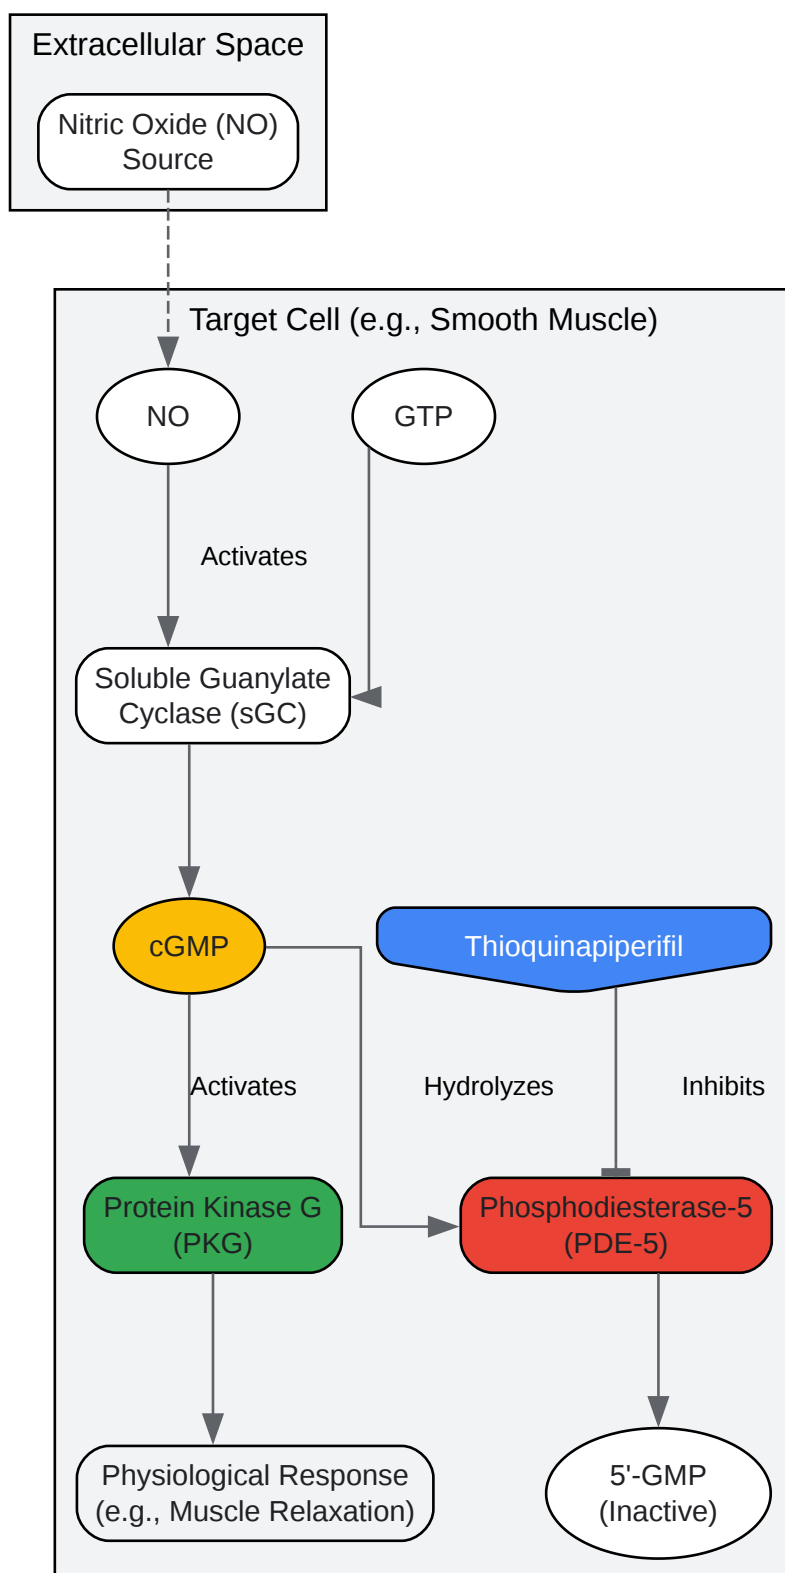 Extracellular Space
Nitric Oxide (NO)
Source
Target Cell (e.g., Smooth Muscle)
NO
GTP
Activates
Soluble Guanylate
Cyclase (sGC)
cGMP
Thioquinapiperifil
Activates
Hydrolyzes
Inhibits
Protein Kinase G
(PKG)
Phosphodiesterase-5
(PDE-5)
Physiological Response
(e.g., Muscle Relaxation)
5'-GMP
(Inactive)